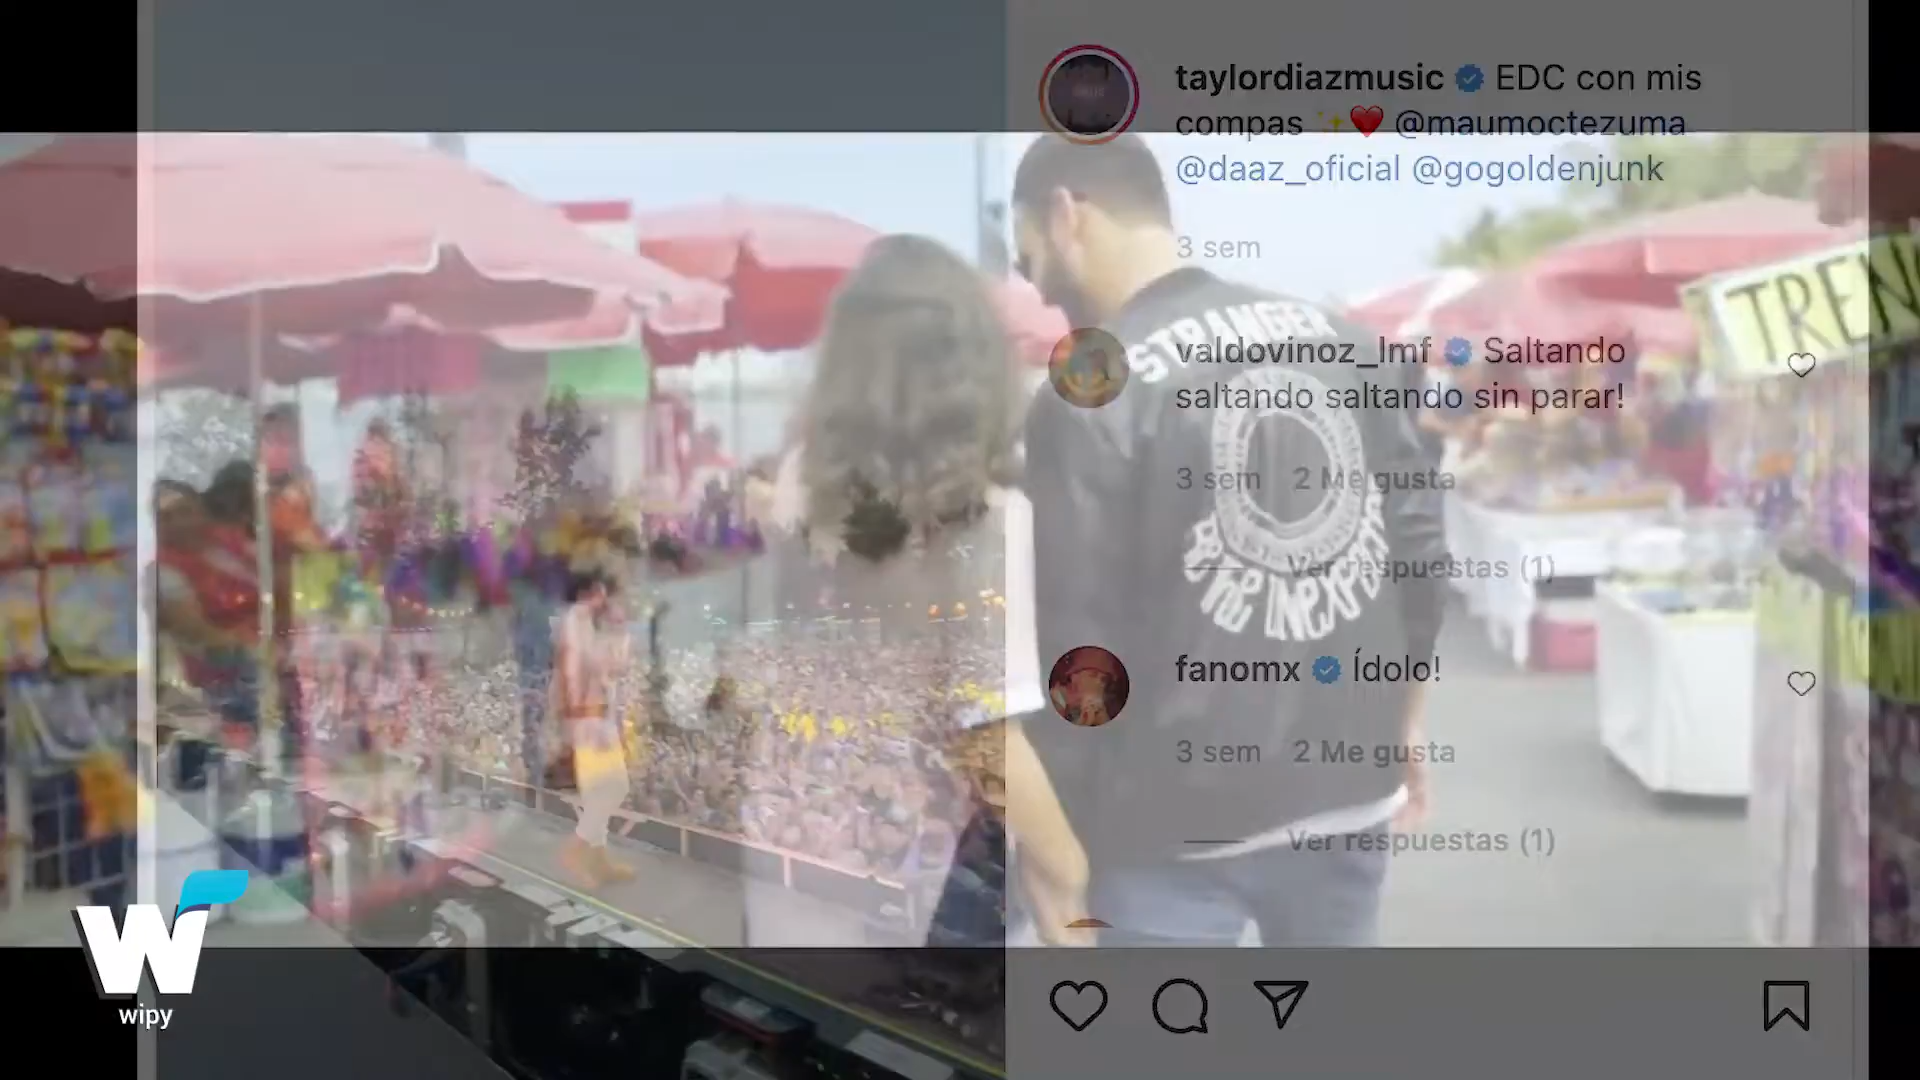 taylordiazmusic EDC con mis
compas ✨❤️ @maumoctezuma
@daaz_oficial @gogoldenjunk
3 sem
valdovinoz_lmf Saltando
saltando saltando sin parar!
3 sem 2 Me gusta
Ver respuestas (1)
fanomx Ídolo!
3 sem 2 Me gusta
Ver respuestas (1)
STRANGER
TREN
W
wipy